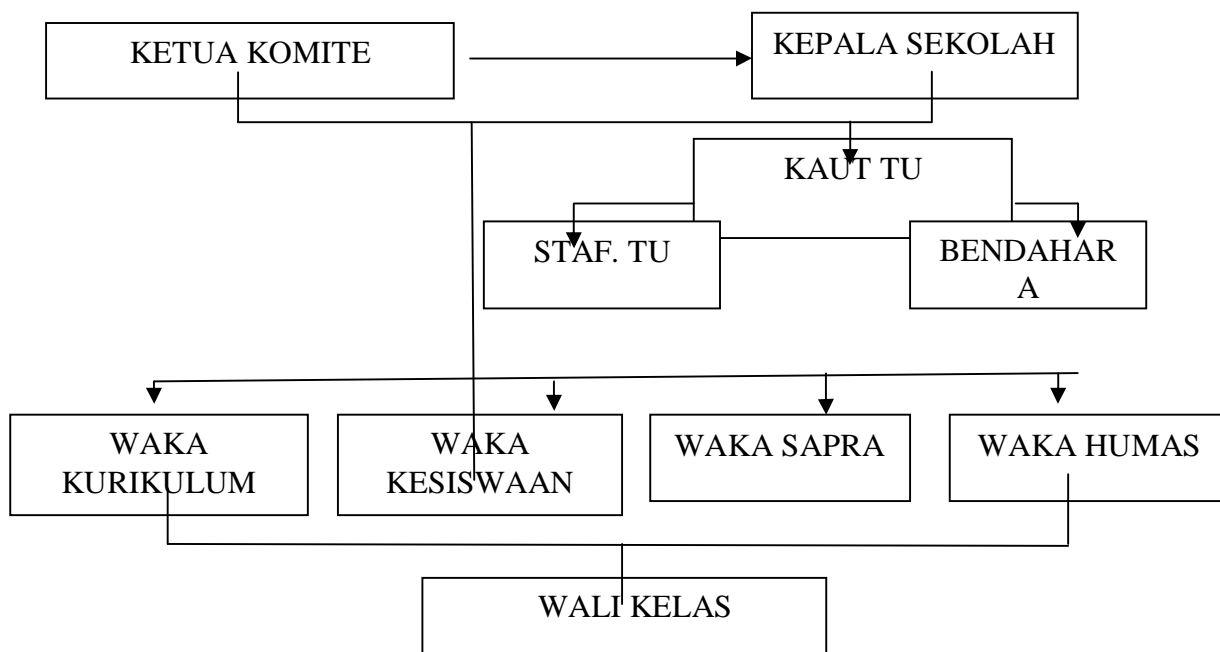 KETUA KOMITE
KEPALA SEKOLAH
KAUT TU
STAF. TU
BENDAHAR
A
WAKA
KURIKULUM
WAKA
KESISWAAN
WAKA SAPRA
WAKA HUMAS
WALI KELAS